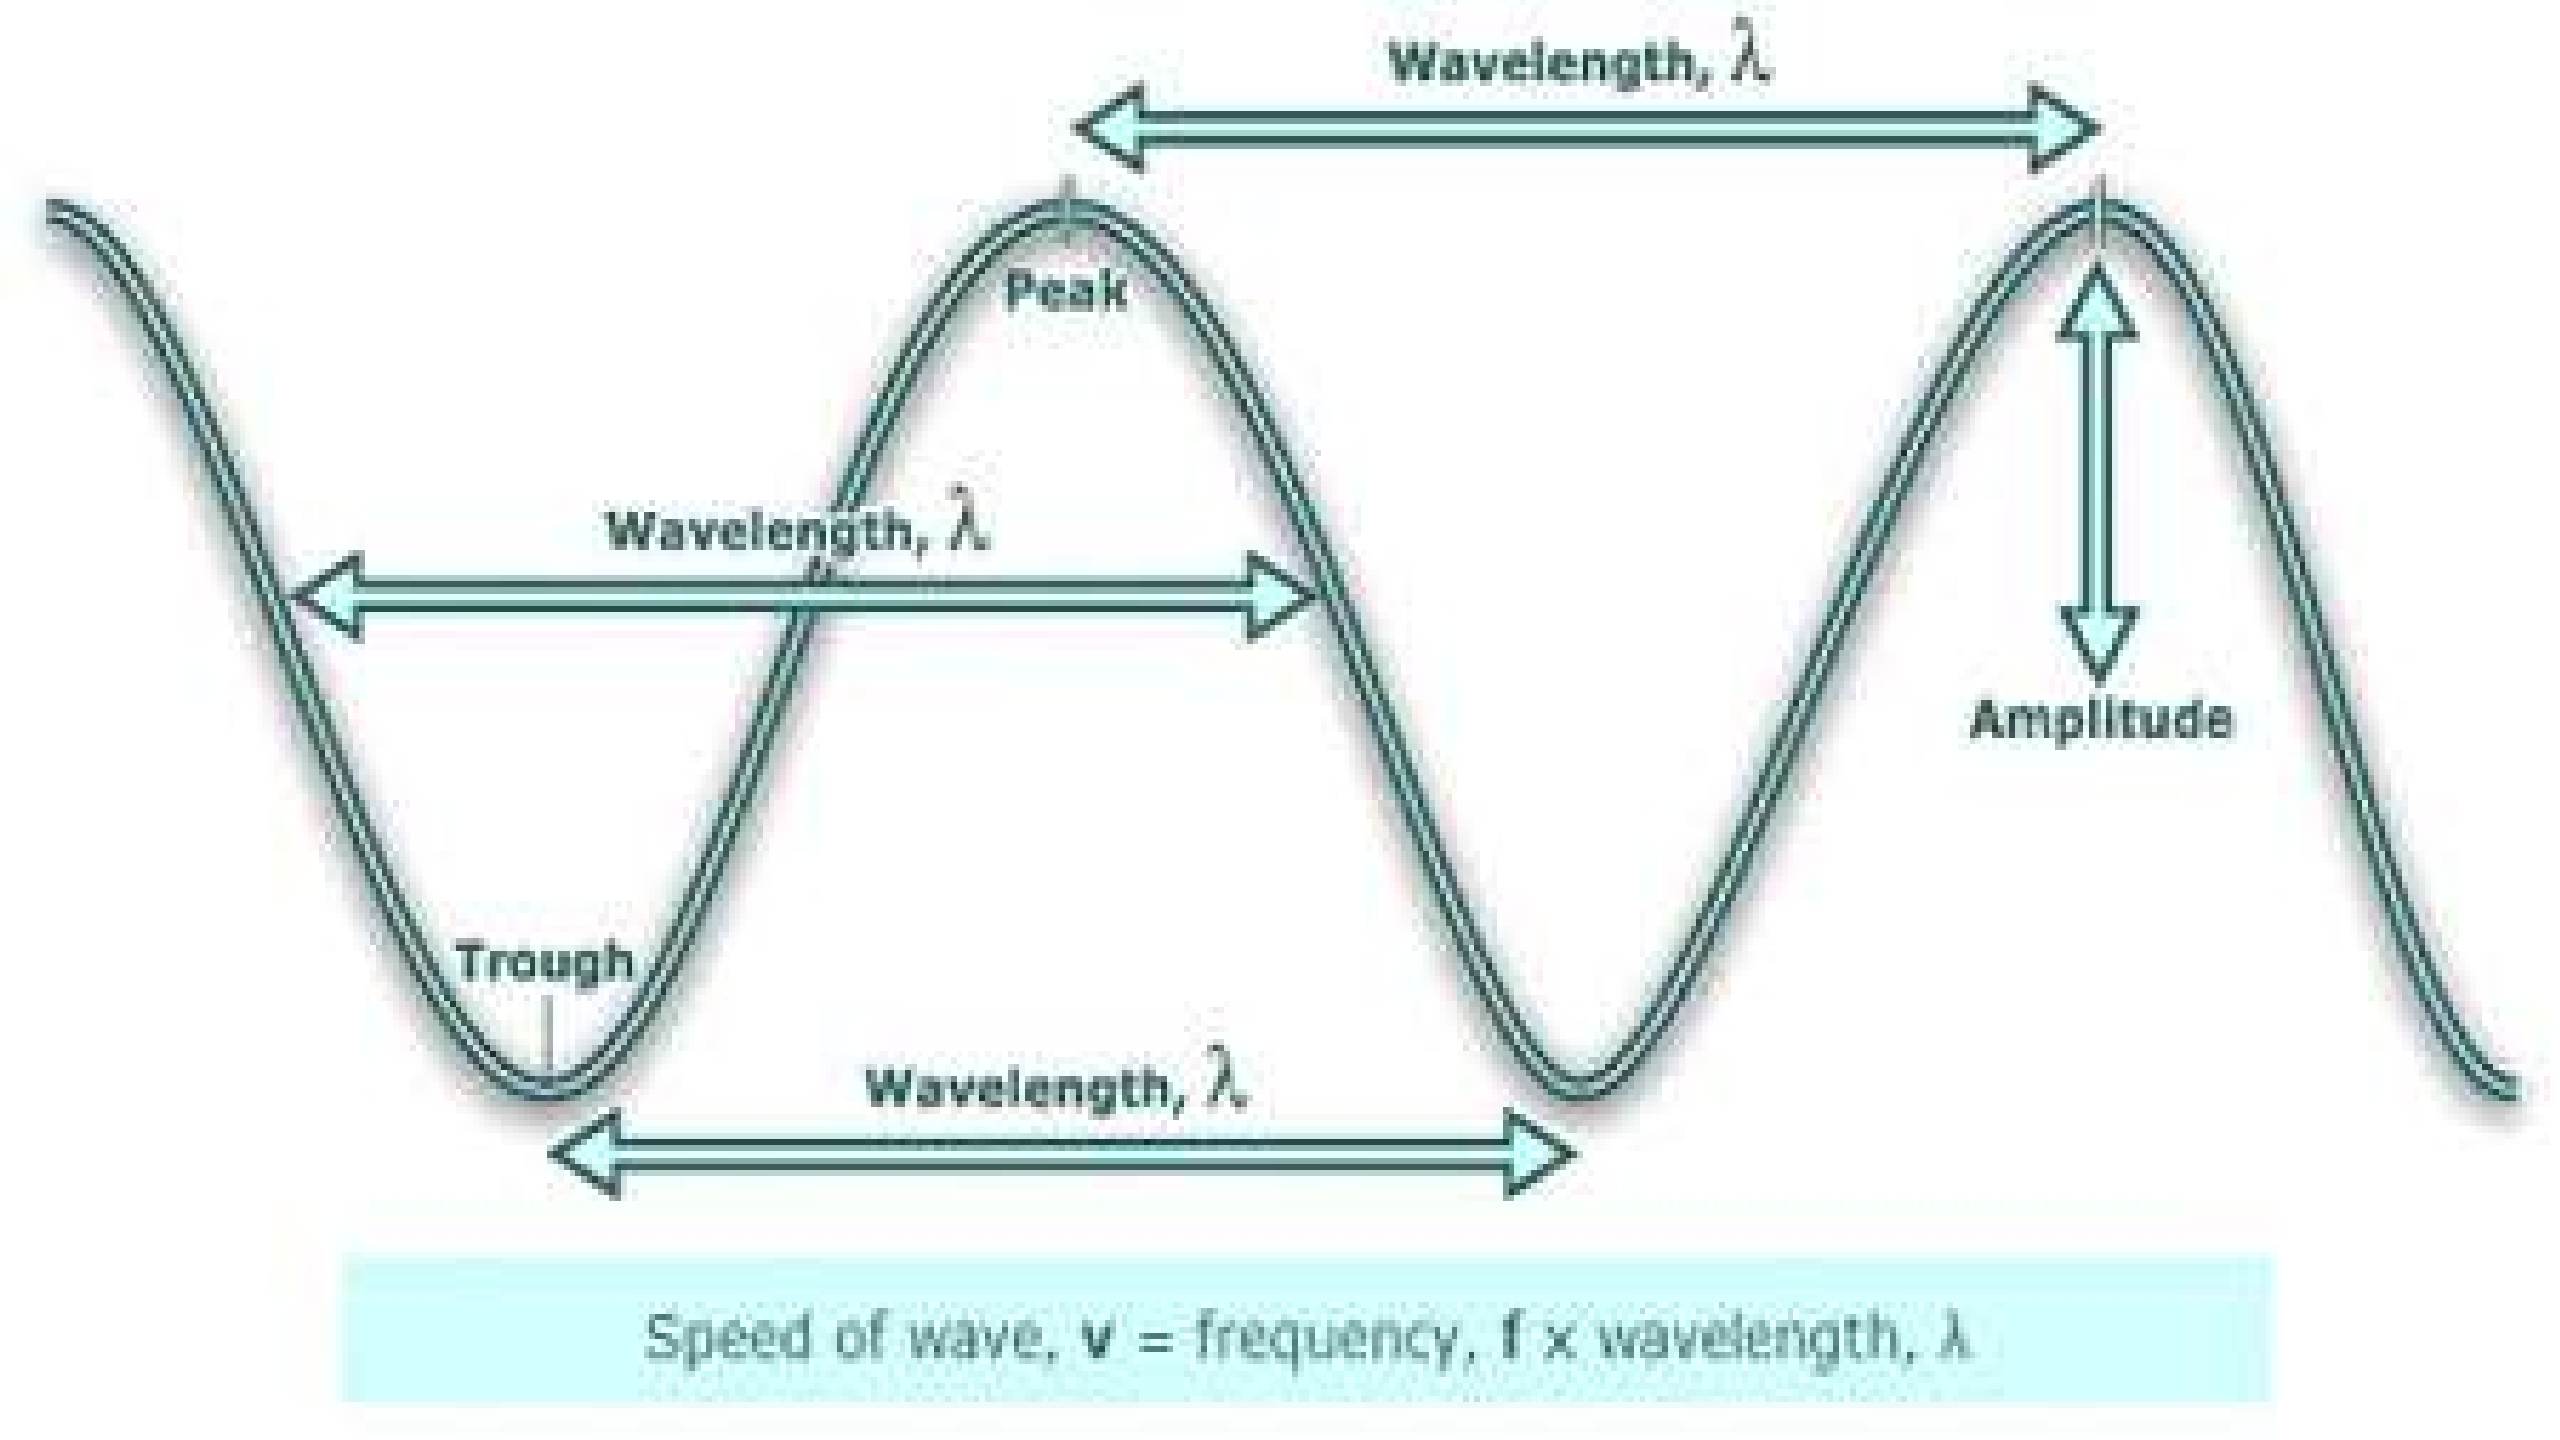 Wavelength, λ
Peak
Wavelength, λ
Amplitude
Trough
Wavelength, λ
Speed of wave, v = frequency, f x wavelength, λ